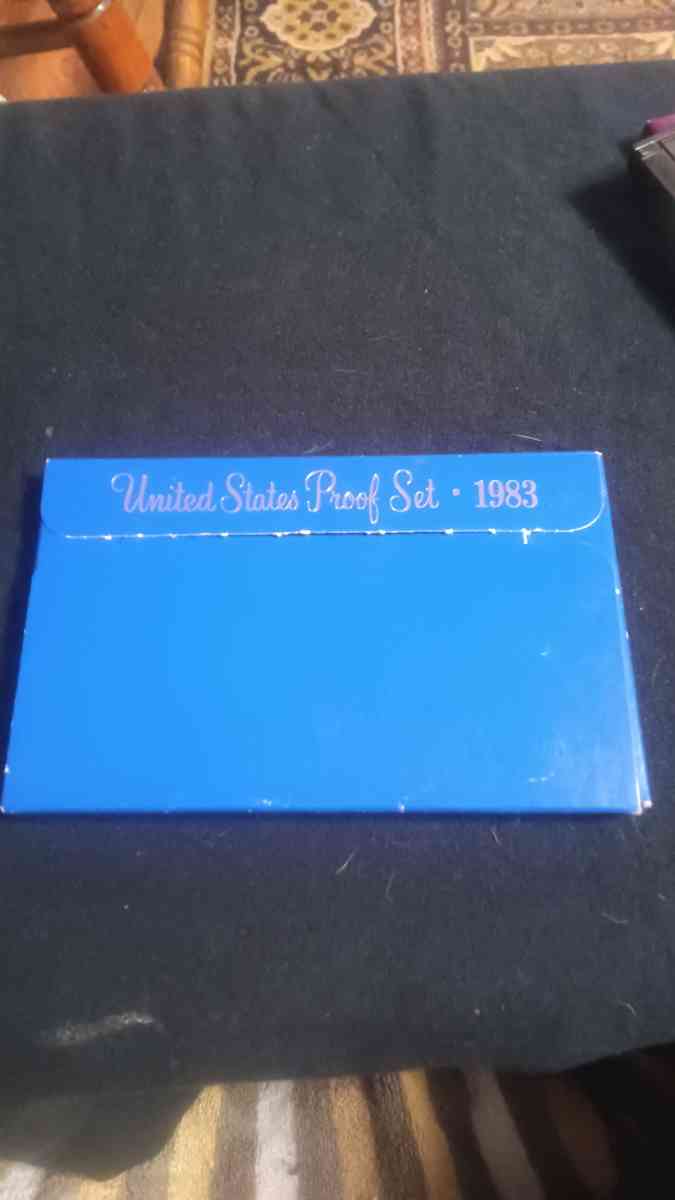 United States Proof Set · 1983